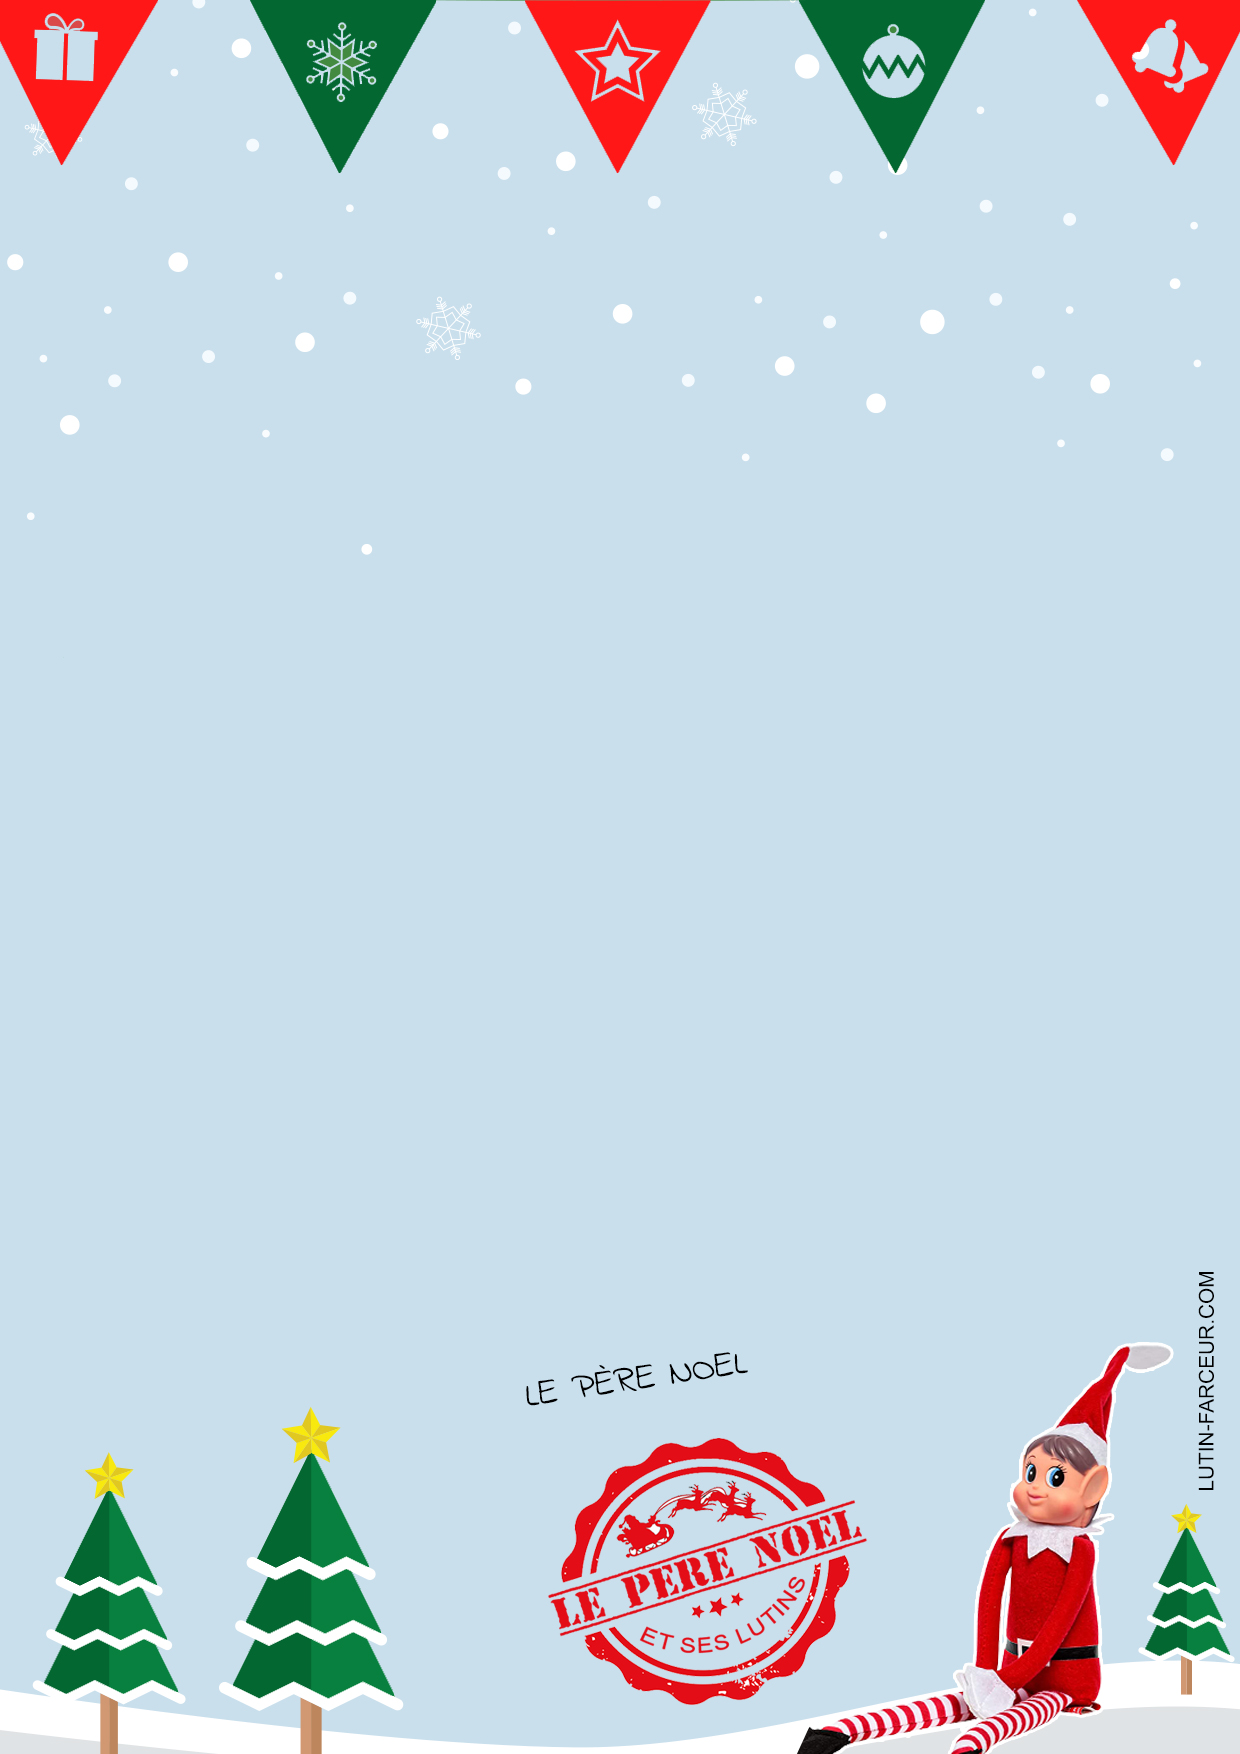 LE PÈRE NOEL
LE PERE NOEL
ET SES LUTINS
LUTIN-FARCEUR.COM